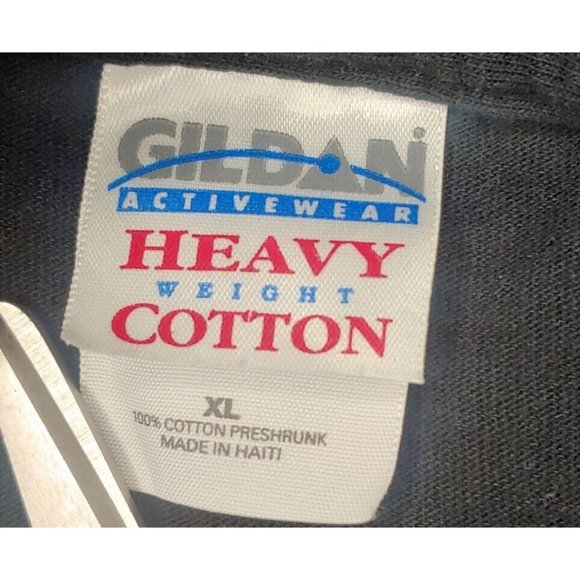 GILDAN
ACTIVEWEAR
HEAVY
WEIGHT
COTTON
XL
100% COTTON PRESHRUNK
MADE IN HAITI